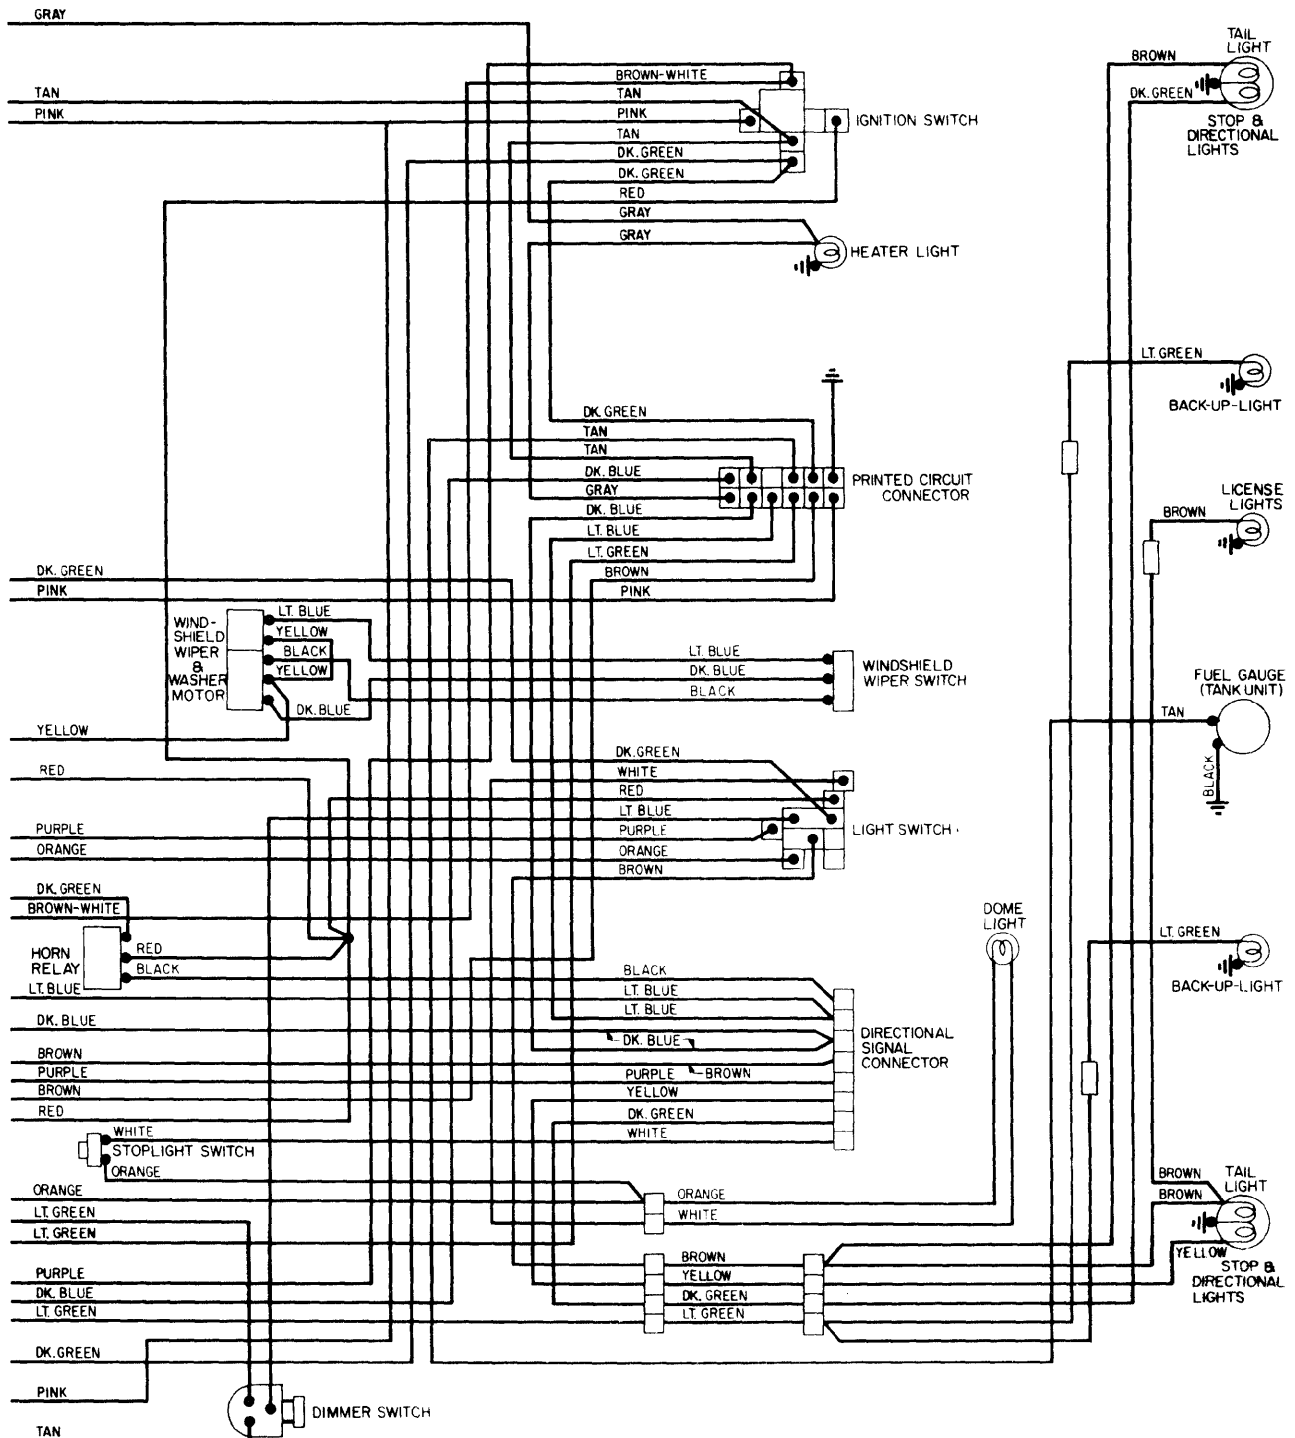 GRAY
TAIL
LIGHT
BROWN
BROWN-WHITE
TAN
TAN
DK. GREEN
PINK
PINK
IGNITION SWITCH
STOP &
DIRECTIONAL
LIGHTS
TAN
DK. GREEN
DK. GREEN
RED
GRAY
GRAY
HEATER LIGHT
LT. GREEN
BACK-UP-LIGHT
DK. GREEN
TAN
TAN
DK. BLUE
PRINTED CIRCUIT
CONNECTOR
GRAY
DK. BLUE
LICENSE
LIGHTS
BROWN
LT. BLUE
LT. GREEN
DK. GREEN
BROWN
PINK
PINK
WIND-
SHIELD
WIPER
&
WASHER
MOTOR
LT. BLUE
YELLOW
BLACK
YELLOW
DK. BLUE
LT. BLUE
DK. BLUE
BLACK
WINDSHIELD
WIPER SWITCH
FUEL GAUGE
(TANK UNIT)
TAN
BLACK
YELLOW
RED
DK. GREEN
WHITE
RED
LT. BLUE
PURPLE
PURPLE
LIGHT SWITCH
ORANGE
ORANGE
BROWN
DK. GREEN
BROWN-WHITE
DOME
LIGHT
LT. GREEN
HORN
RELAY
RED
BLACK
BLACK
BACK-UP-LIGHT
LT. BLUE
LT. BLUE
LT. BLUE
DK. BLUE
DK. BLUE
DIRECTIONAL
SIGNAL
CONNECTOR
BROWN
PURPLE
PURPLE
BROWN
BROWN
YELLOW
RED
DK. GREEN
WHITE
WHITE
STOPLIGHT SWITCH
ORANGE
ORANGE
ORANGE
WHITE
BROWN
TAIL
LIGHT
BROWN
LT. GREEN
LT. GREEN
YELLOW
STOP &
DIRECTIONAL
LIGHTS
BROWN
PURPLE
YELLOW
DK. BLUE
DK. GREEN
LT. GREEN
LT. GREEN
DK. GREEN
PINK
DIMMER SWITCH
TAN